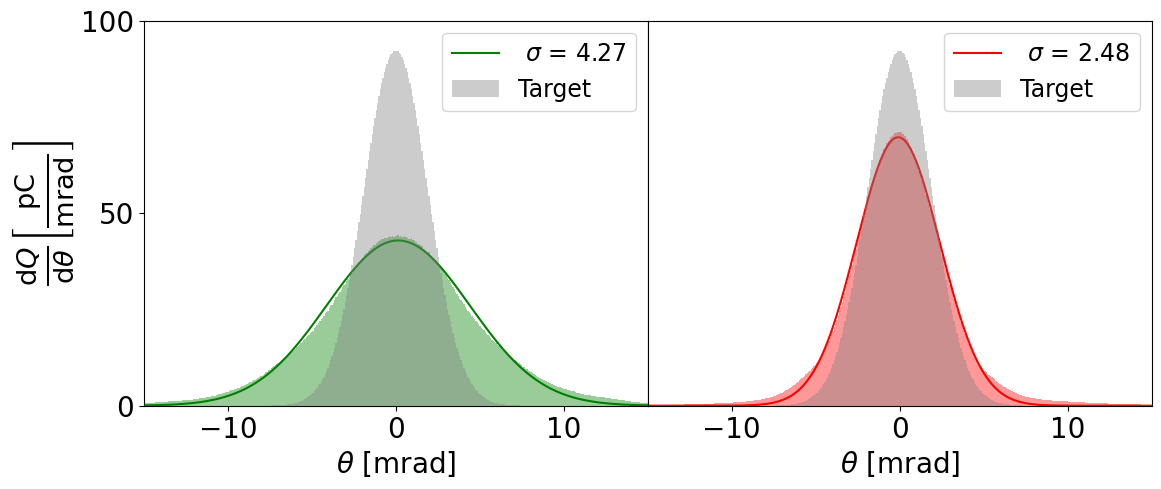 100
50
0
dQ/dθ [pC/mrad]
σ = 4.27
Target
−10 0 10
θ [mrad]
σ = 2.48
Target
−10 0 10
θ [mrad]